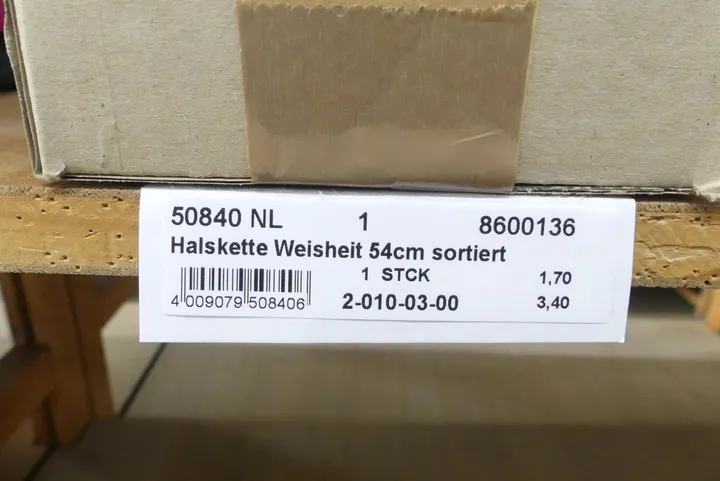 50840 NL 1 8600136
Halskette Weisheit 54cm sortiert
1 STCK 1,70
4 009079 508406 2-010-03-00 3,40